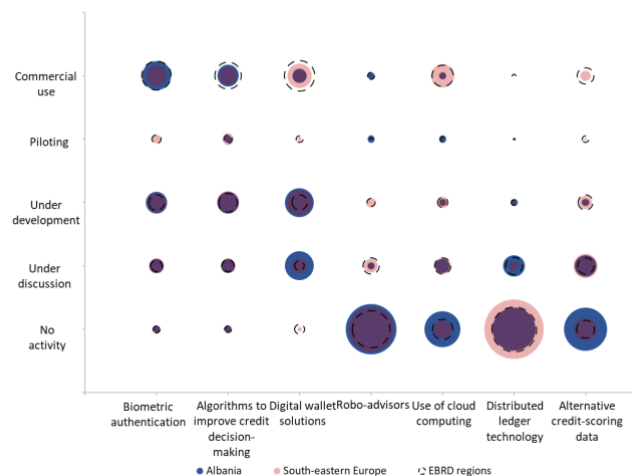 Commercial
use
Piloting
Under
development
Under
discussion
No
activity
Biometric
authentication
Algorithms to
improve credit
decision-
making
Digital wallet
solutions
Robo-advisors
Use of cloud
computing
Distributed
ledger
technology
Alternative
credit-scoring
data
Albania
South-eastern Europe
EBRD regions